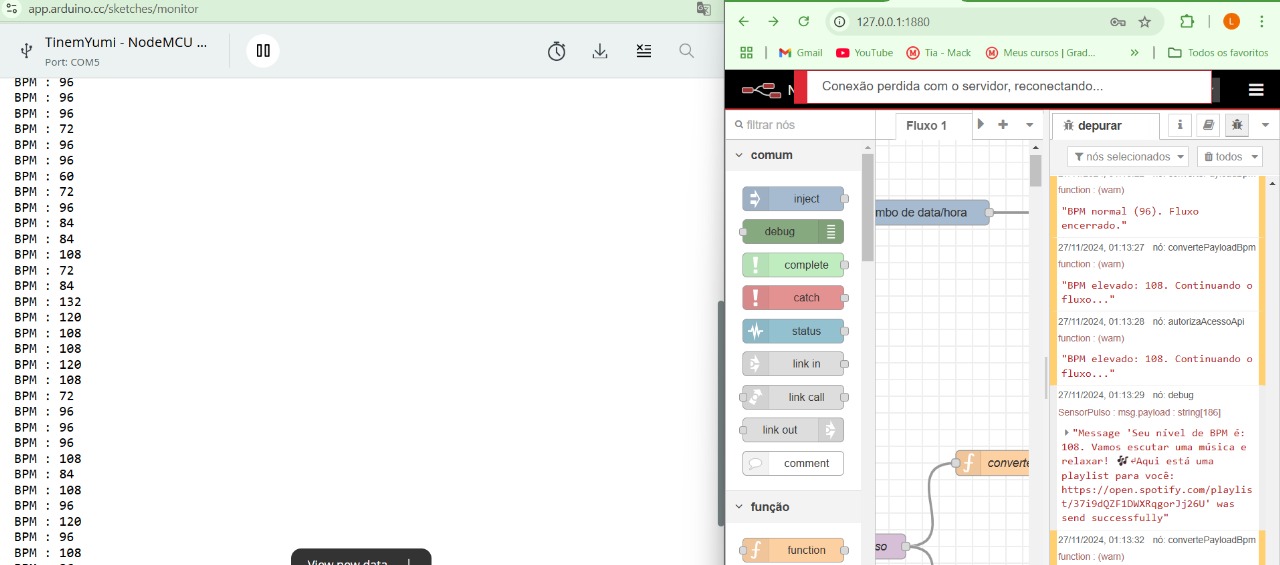 app.arduino.cc/sketches/monitor
TinemYumi - NodeMCU ...
Port: COM5
BPM : 96
BPM : 96
BPM : 96
BPM : 72
BPM : 96
BPM : 96
BPM : 60
BPM : 72
BPM : 96
BPM : 84
BPM : 84
BPM : 108
BPM : 72
BPM : 84
BPM : 132
BPM : 120
BPM : 108
BPM : 108
BPM : 120
BPM : 108
BPM : 72
BPM : 96
BPM : 96
BPM : 96
BPM : 108
BPM : 84
BPM : 108
BPM : 96
BPM : 120
BPM : 96
BPM : 108
View new data
127.0.0.1:1880
L
Gmail
YouTube
Tia - Mack
Meus cursos | Grad...
»
Todos os favoritos
N
Conexão perdida com o servidor, reconectando...
filtrar nós
Fluxo 1
depurar
comum
nós selecionados
todos
inject
debug
complete
catch
status
link in
link call
link out
comment
função
function
mbo de data/hora
converte
so
function : (warn)
"BPM normal (96). Fluxo
encerrado."
27/11/2024, 01:13:27 nó: convertePayloadBpm
function : (warn)
"BPM elevado: 108. Continuando o
fluxo..."
27/11/2024, 01:13:28 nó: autorizaAcessoApi
function : (warn)
"BPM elevado: 108. Continuando o
fluxo..."
27/11/2024, 01:13:29 nó: debug
SensorPulso : msg.payload : string[186]
"Message 'Seu nível de BPM é:
108. Vamos escutar uma música e
relaxar! 🎶↵Aqui está uma
playlist para você:
https://open.spotify.com/playlis
t/37i9dQZF1DWXRqgorJj26U' was
send successfully"
27/11/2024, 01:13:32 nó: convertePayloadBpm
function : (warn)